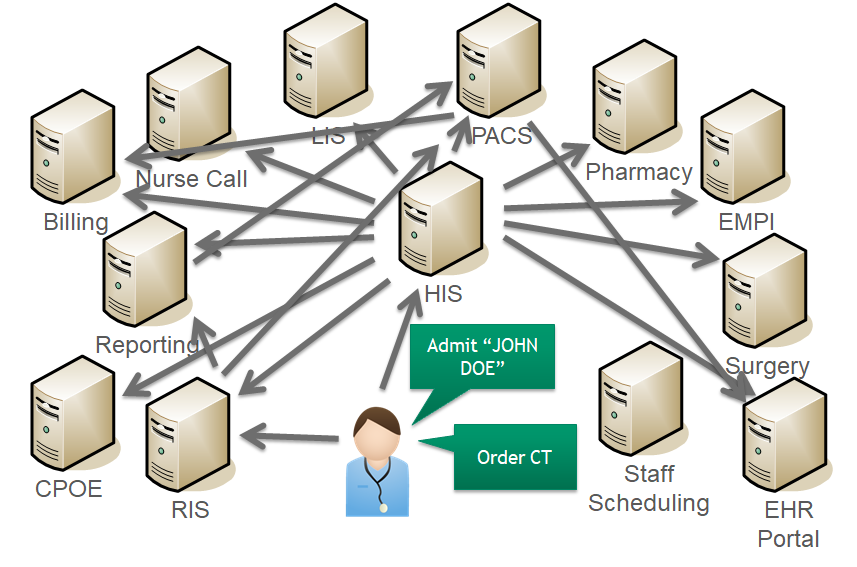 LIS
PACS
Nurse Call
Pharmacy
Billing
EMPI
HIS
Reporting
Admit “JOHN
DOE”
Surgery
Order CT
CPOE
RIS
Staff
Scheduling
EHR
Portal